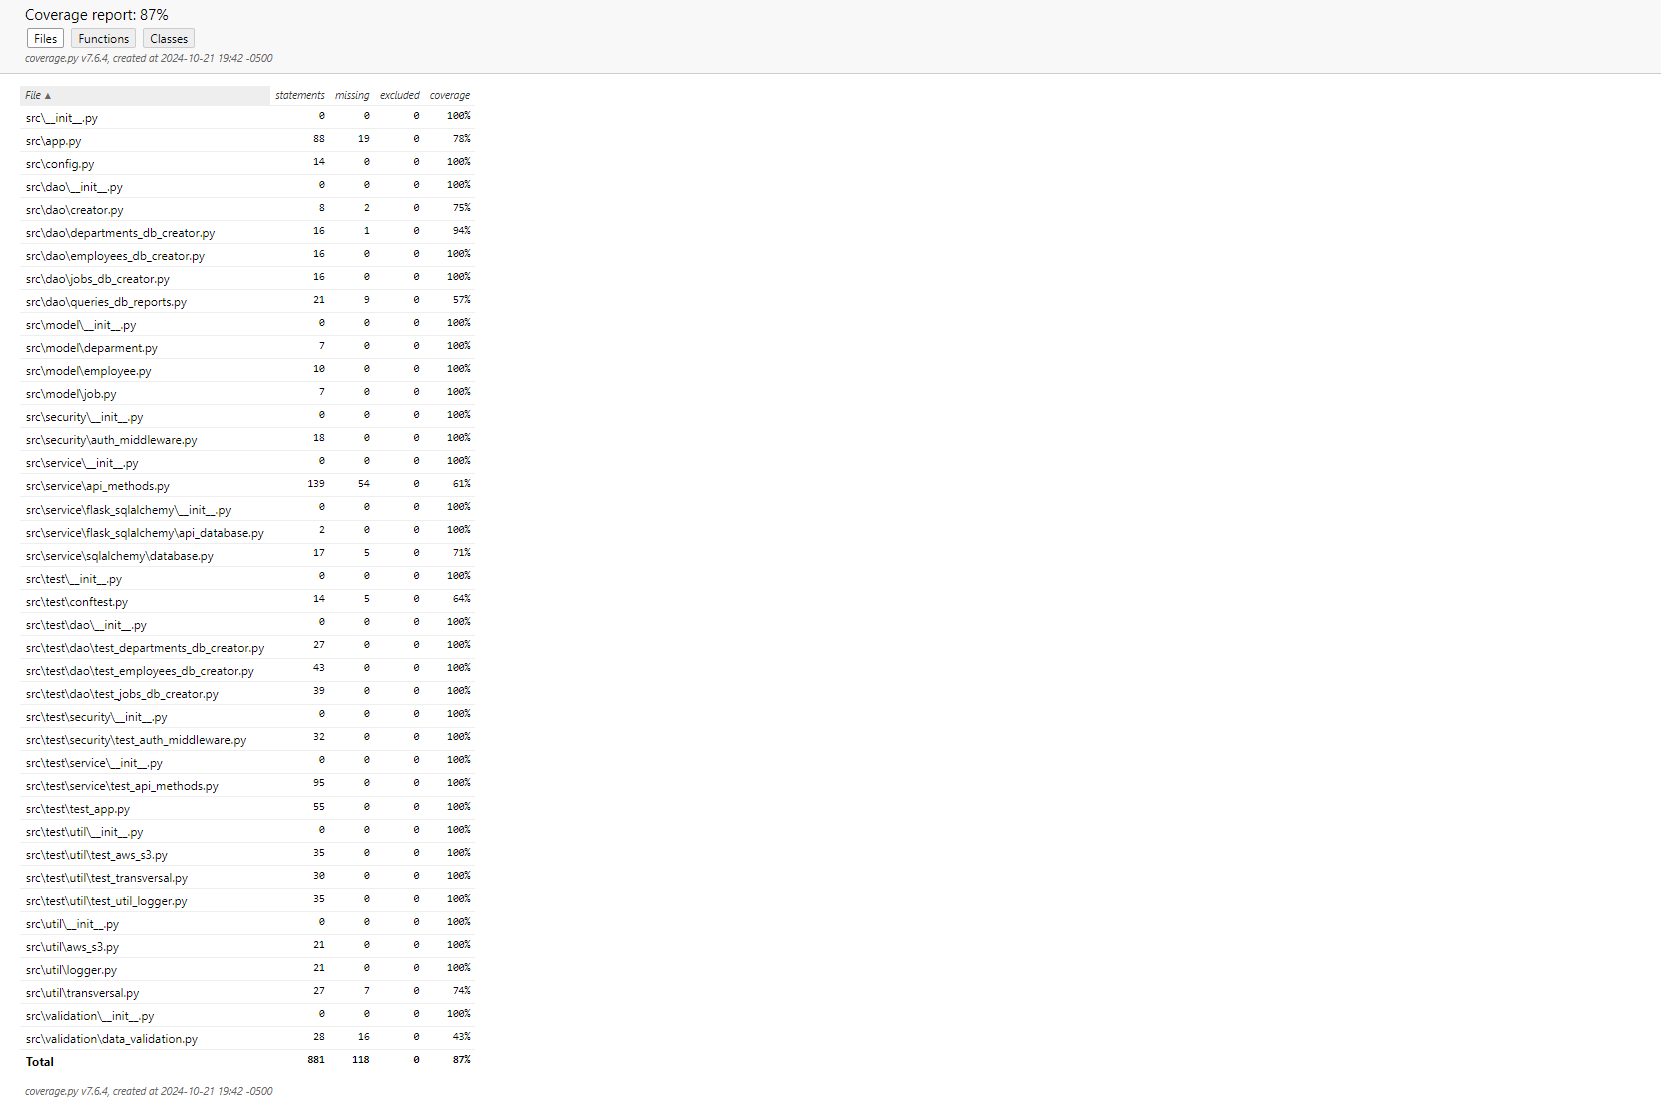 Coverage report: 87%
Files Functions Classes
coverage.py v7.6.4, created at 2024-10-21 19:42 -0500
File ▲ statements missing excluded coverage
src\__init__.py 0 0 0 100%
src\app.py 88 19 0 78%
src\config.py 14 0 0 100%
src\dao\__init__.py 0 0 0 100%
src\dao\creator.py 8 2 0 75%
src\dao\departments_db_creator.py 16 1 0 94%
src\dao\employees_db_creator.py 16 0 0 100%
src\dao\jobs_db_creator.py 16 0 0 100%
src\dao\queries_db_reports.py 21 9 0 57%
src\model\__init__.py 0 0 0 100%
src\model\deparment.py 7 0 0 100%
src\model\employee.py 10 0 0 100%
src\model\job.py 7 0 0 100%
src\security\__init__.py 0 0 0 100%
src\security\auth_middleware.py 18 0 0 100%
src\service\__init__.py 0 0 0 100%
src\service\api_methods.py 139 54 0 61%
src\service\flask_sqlalchemy\__init__.py 0 0 0 100%
src\service\flask_sqlalchemy\api_database.py 2 0 0 100%
src\service\sqlalchemy\database.py 17 5 0 71%
src\test\__init__.py 0 0 0 100%
src\test\conftest.py 14 5 0 64%
src\test\dao\__init__.py 0 0 0 100%
src\test\dao\test_departments_db_creator.py 27 0 0 100%
src\test\dao\test_employees_db_creator.py 43 0 0 100%
src\test\dao\test_jobs_db_creator.py 39 0 0 100%
src\test\security\__init__.py 0 0 0 100%
src\test\security\test_auth_middleware.py 32 0 0 100%
src\test\service\__init__.py 0 0 0 100%
src\test\service\test_api_methods.py 95 0 0 100%
src\test\test_app.py 55 0 0 100%
src\test\util\__init__.py 0 0 0 100%
src\test\util\test_aws_s3.py 35 0 0 100%
src\test\util\test_transversal.py 30 0 0 100%
src\test\util\test_util_logger.py 35 0 0 100%
src\util\__init__.py 0 0 0 100%
src\util\aws_s3.py 21 0 0 100%
src\util\logger.py 21 0 0 100%
src\util\transversal.py 27 7 0 74%
src\validation\__init__.py 0 0 0 100%
src\validation\data_validation.py 28 16 0 43%
Total 881 118 0 87%
coverage.py v7.6.4, created at 2024-10-21 19:42 -0500